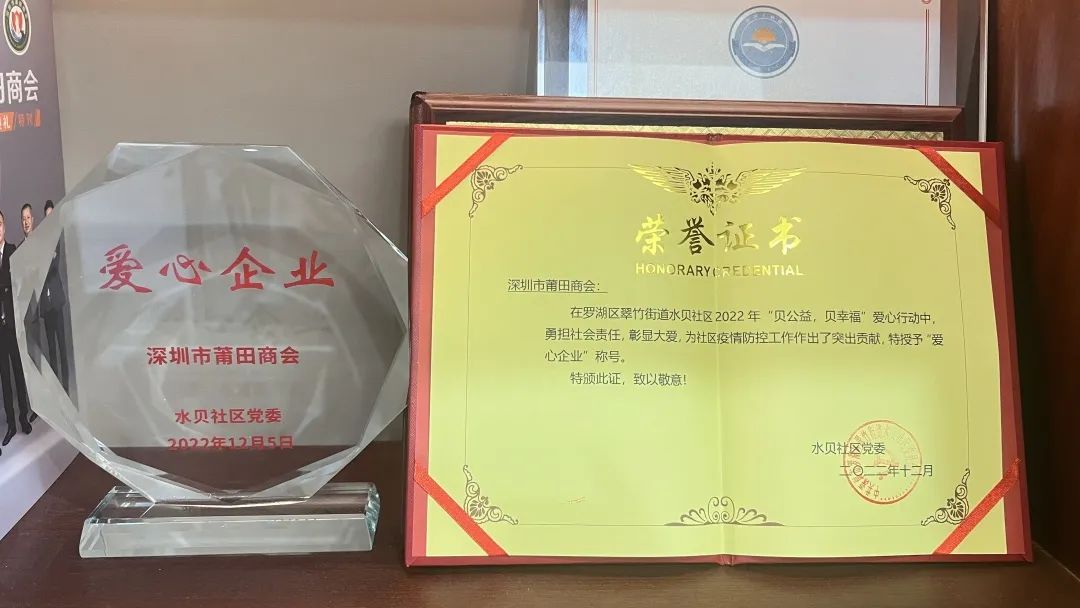 田商会
特刊
爱心企业
深圳市莆田商会
水贝社区党委
2022年12月5日
荣誉证书
HONORARY CREDENTIAL
深圳市莆田商会：
在罗湖区翠竹街道水贝社区2022年“贝公益，贝幸福”爱心行动中，
勇担社会责任，彰显大爱，为社区疫情防控工作作出了突出贡献，特授予“爱
心企业”称号。
特颁此证，致以敬意！
水贝社区党委
二〇二二年十二月